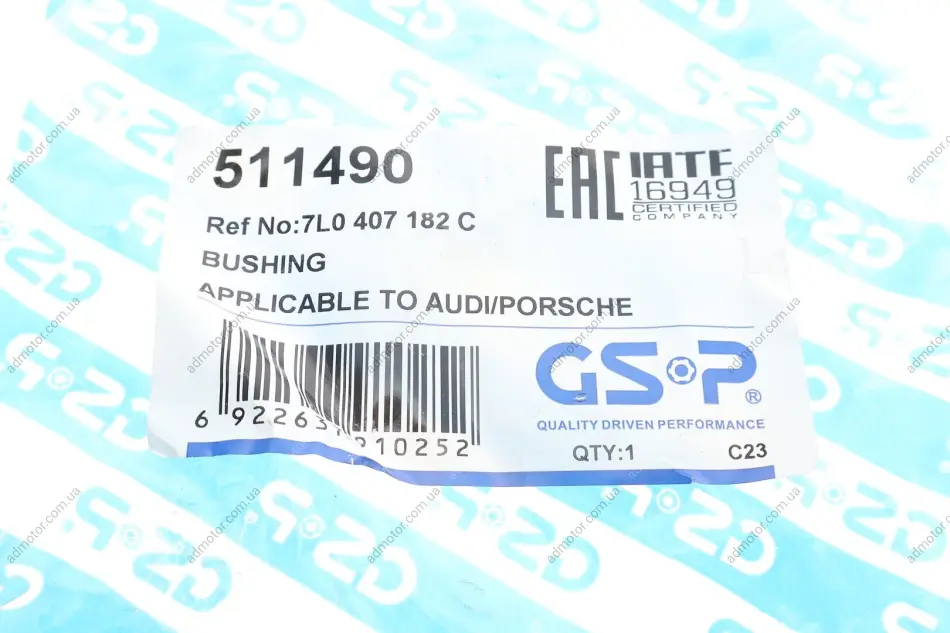 511490
EAC
IATF
16949
CERTIFIED
COMPANY
Ref No:7L0 407 182 C
BUSHING
APPLICABLE TO AUDI/PORSCHE
GSP®
QUALITY DRIVEN PERFORMANCE
QTY:1
C23
admotor.com.ua